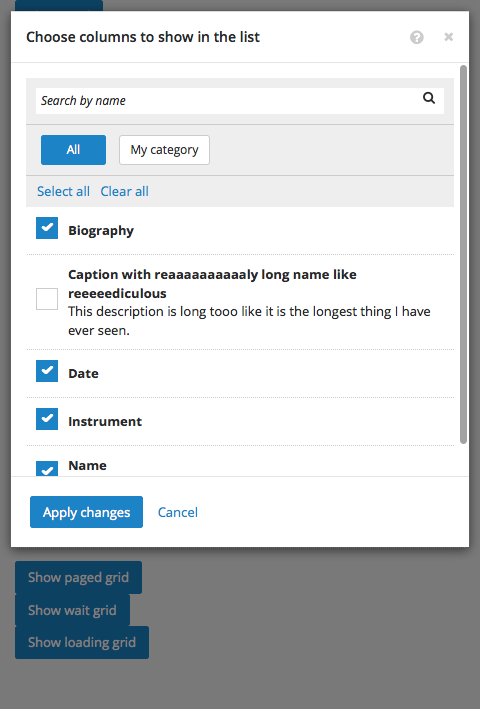 Choose columns to show in the list
Search by name
All
My category
Select all
Clear all
Biography
Caption with reaaaaaaaaaly long name like
reeeeediculous
This description is long tooo like it is the longest thing I have
ever seen.
Date
Instrument
Name
Apply changes
Cancel
Show paged grid
Show wait grid
Show loading grid